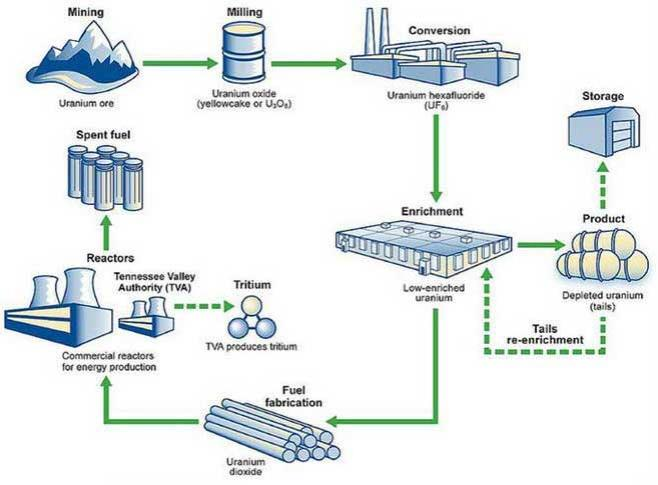 Mining
Uranium ore
Milling
Uranium oxide
(yellowcake or U₃O₈)
Conversion
Uranium hexafluoride
(UF₆)
Storage
Spent fuel
Enrichment
Low-enriched
uranium
Product
Depleted uranium
(tails)
Tails
re-enrichment
Reactors
Tennessee Valley
Authority (TVA)
Commercial reactors
for energy production
Tritium
TVA produces tritium
Fuel
fabrication
Uranium
dioxide